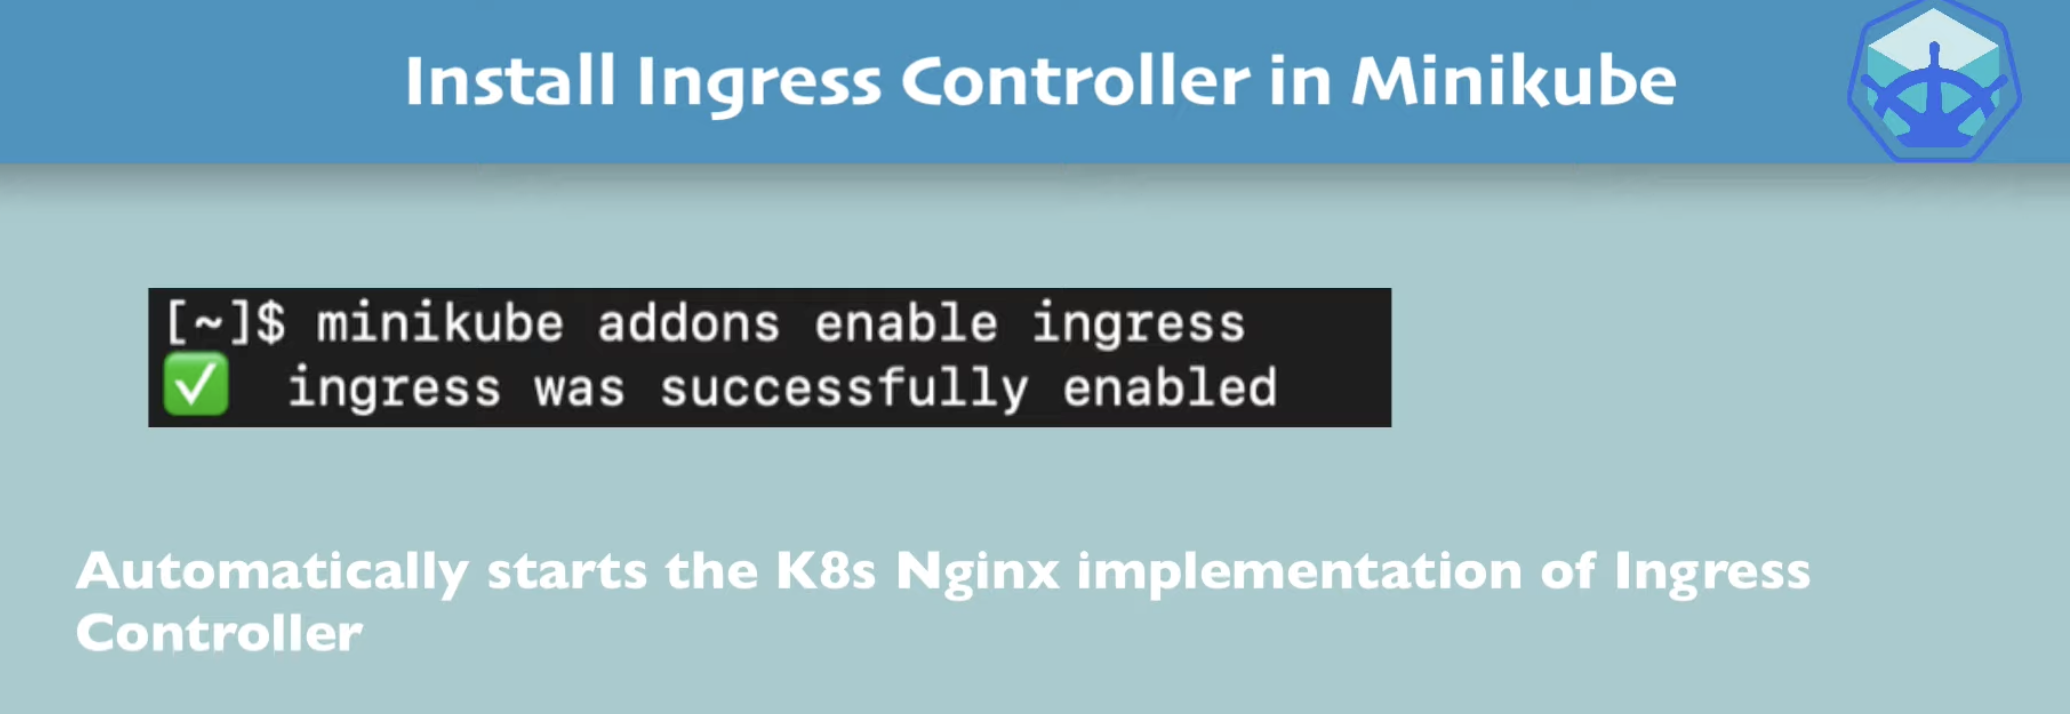 Install Ingress Controller in Minikube
[~]$ minikube addons enable ingress
✅ ingress was successfully enabled
Automatically starts the K8s Nginx implementation of Ingress
Controller